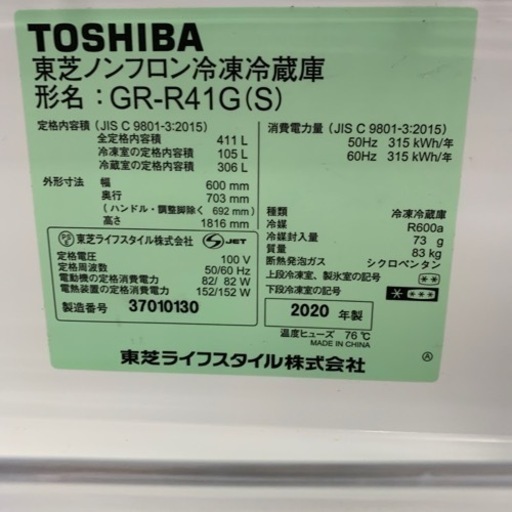 TOSHIBA
東芝ノンフロン冷凍冷蔵庫
形名:GR-R41G(S)
定格内容積(JIS C 9801-3:2015)
全定格内容積 411 L
冷凍室の定格内容積 105 L
冷蔵室の定格内容積 306 L
外形寸法 幅 600 mm
奥行 703 mm
(ハンドル・調整脚除く 692 mm)
高さ 1816 mm
東芝ライフスタイル株式会社 JET
定格電圧 100 V
定格周波数 50/60 Hz
電動機の定格消費電力 82/ 82 W
電熱装置の定格消費電力 152/152 W
製造番号 37010130
消費電力量(JIS C 9801-3:2015)
50Hz 315 kWh/年
60Hz 315 kWh/年
種類 冷凍冷蔵庫
冷媒 R600a
冷媒封入量 73 g
質量 83 kg
断熱発泡ガス シクロペンタン
上段冷凍室、製氷室の記号
下段冷凍室の記号
2020 年製
温度ヒューズ 76℃
MADE IN CHINA
東芝ライフスタイル株式会社
Ⓐ